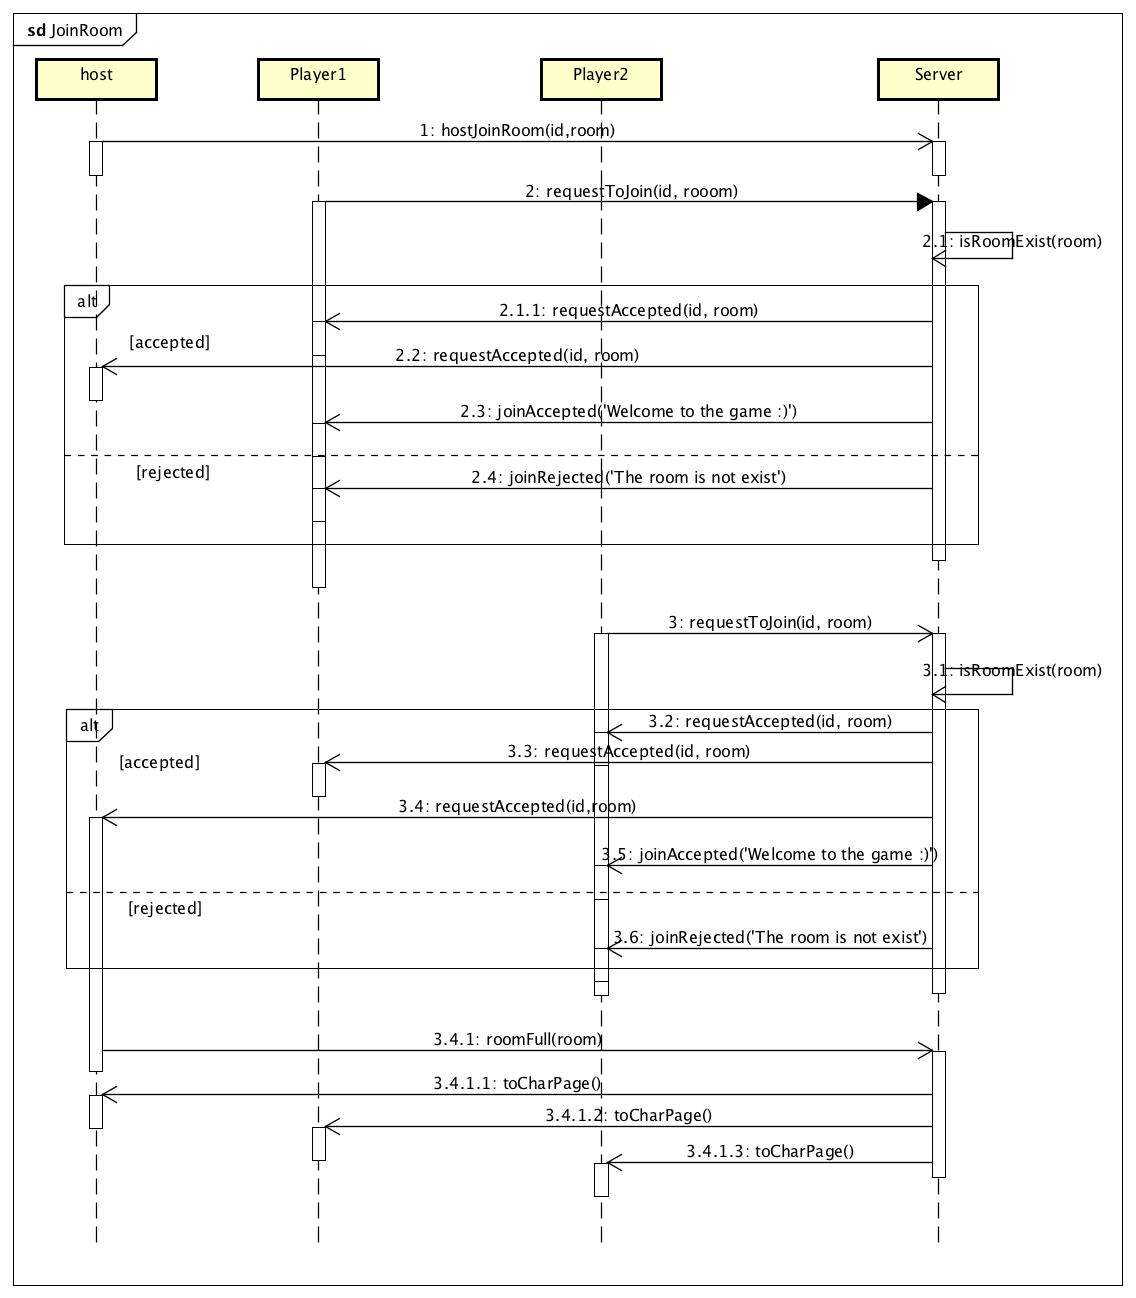 sd JoinRoom
host
Player1
Player2
Server
1: hostJoinRoom(id,room)
2: requestToJoin(id, rooom)
2.1: isRoomExist(room)
alt
2.1.1: requestAccepted(id, room)
[accepted]
2.2: requestAccepted(id, room)
2.3: joinAccepted('Welcome to the game :)')
[rejected]
2.4: joinRejected('The room is not exist')
3: requestToJoin(id, room)
3.1: isRoomExist(room)
alt
3.2: requestAccepted(id, room)
3.3: requestAccepted(id, room)
[accepted]
3.4: requestAccepted(id,room)
3.5: joinAccepted('Welcome to the game :)')
[rejected]
3.6: joinRejected('The room is not exist')
3.4.1: roomFull(room)
3.4.1.1: toCharPage()
3.4.1.2: toCharPage()
3.4.1.3: toCharPage()